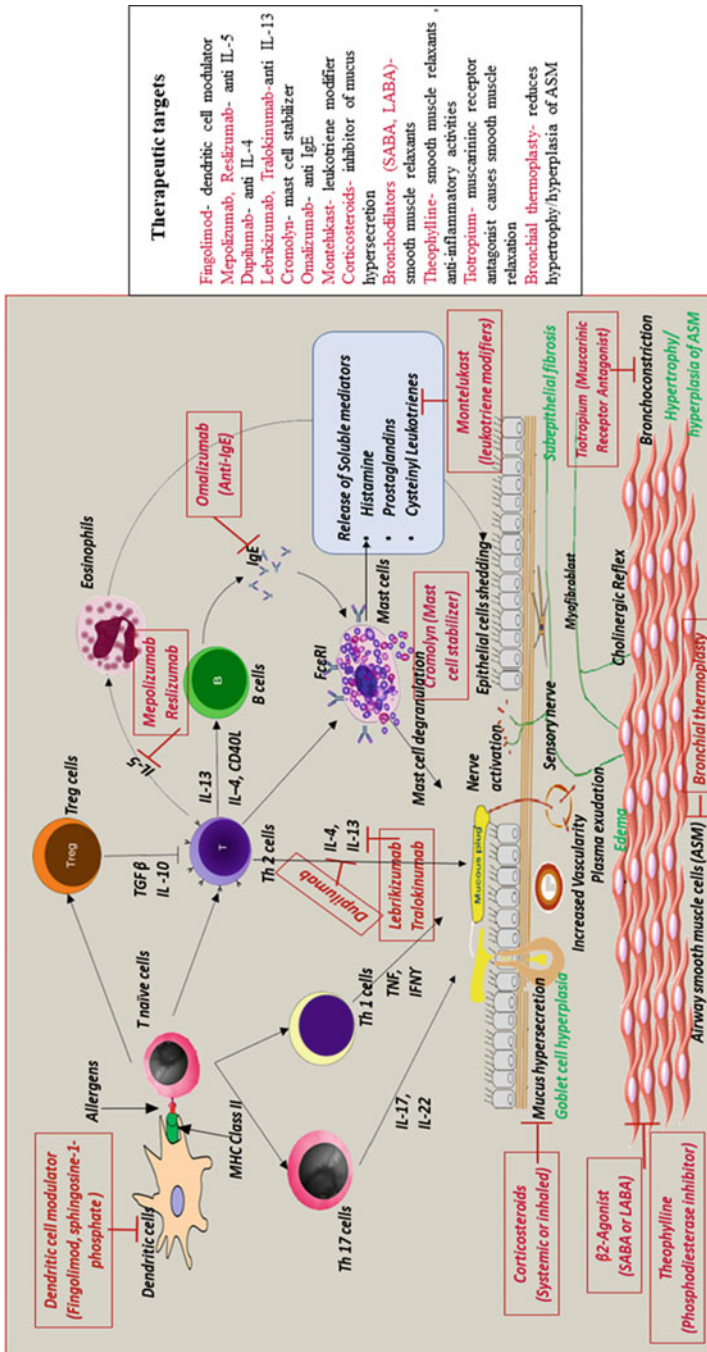 Dendritic cell modulator
(Fingolimod, sphingosine-1-
phosphate )
Dendritic cells
Allergens
MHC Class II
T naïve cells
Treg
Treg cells
TGF β
IL -10
T
Th 2 cells
IL-5
Mepolizumab
Reslizumab
Eosinophils
IL-13
IL-4, CD40L
B
B cells
IgE
Omalizumab
(Anti-IgE)
FcεRI
Mast cells
Release of Soluble mediators
• Histamine
• Prostaglandins
• Cysteinyl Leukotrienes
Montelukast
(leukotriene modifiers)
Cromolyn (Mast
cell stabilizer)
Mast cell degranulation
Dupilumab
IL-4,
IL-13
Lebrikizumab
Tralokinumab
Th 1 cells
TNF,
IFNY
Th 17 cells
IL-17,
IL-22
Mucous plug
Nerve
activation
Epithelial cells shedding
Corticosteroids
(Systemic or inhaled)
Mucus hypersecretion
Goblet cell hyperplasia
Increased Vascularity
Plasma exudation
Edema
Sensory nerve
Myofibroblast
Subepithelial fibrosis
Cholinergic Reflex
Tiotropium (Muscarinic
Receptor Antagonist)
Bronchoconstriction
Hypertrophy/
hyperplasia of ASM
β2-Agonist
(SABA or LABA)
Theophylline
(Phosphodiesterase inhibitor)
Airway smooth muscle cells (ASM)
Bronchial thermoplasty
Therapeutic targets
Fingolimod- dendritic cell modulator
Mepolizumab, Reslizumab- anti IL-5
Dupilumab- anti IL-4
Lebrikizumab, Tralokinumab-anti IL-13
Cromolyn- mast cell stabilizer
Omalizumab- anti IgE
Montelukast- leukotriene modifier
Corticosteroids- inhibitor of mucus
hypersecretion
Bronchodilators (SABA, LABA)-
smooth muscle relaxants
Theophylline- smooth muscle relaxants ,
anti-inflammatory activities
Tiotropium- muscarininc receptor
antagonist causes smooth muscle
relaxation
Bronchial thermoplasty- reduces
hypertrophy/hyperplasia of ASM